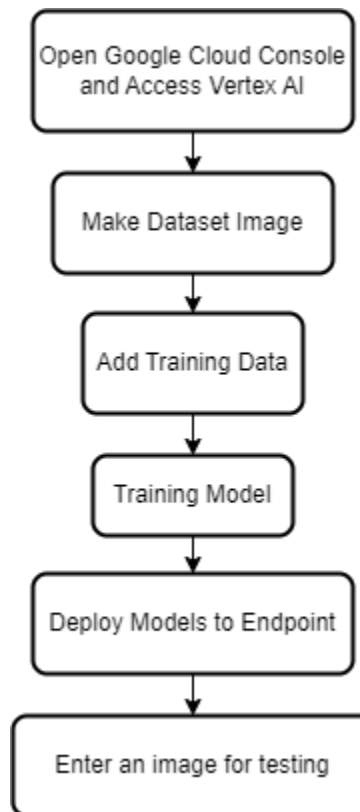 Open Google Cloud Console
and Access Vertex AI
Make Dataset Image
Add Training Data
Training Model
Deploy Models to Endpoint
Enter an image for testing